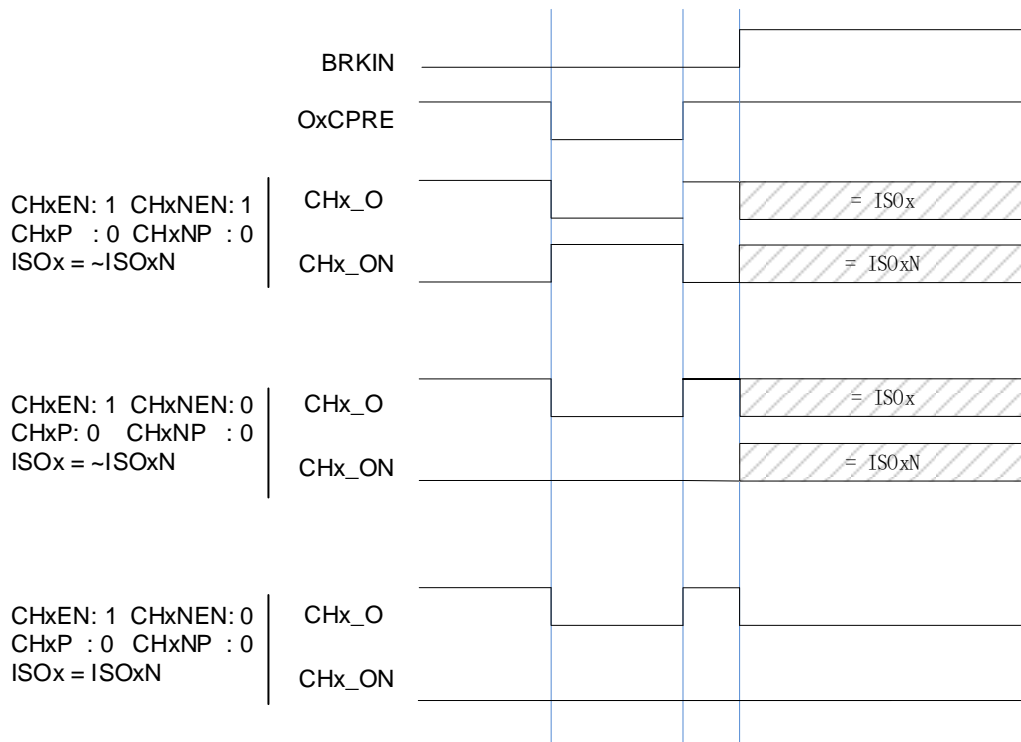 BRKIN
OxCPRE
CHxEN: 1 CHxNEN: 1
CHxP : 0 CHxNP : 0
ISOx = ~ISOxN
CHx_O
= ISOx
CHx_ON
= ISOxN
CHxEN: 1 CHxNEN: 0
CHxP: 0 CHxNP : 0
ISOx = ~ISOxN
CHx_O
= ISOx
CHx_ON
= ISOxN
CHxEN: 1 CHxNEN: 0
CHxP : 0 CHxNP : 0
ISOx = ISOxN
CHx_O
CHx_ON